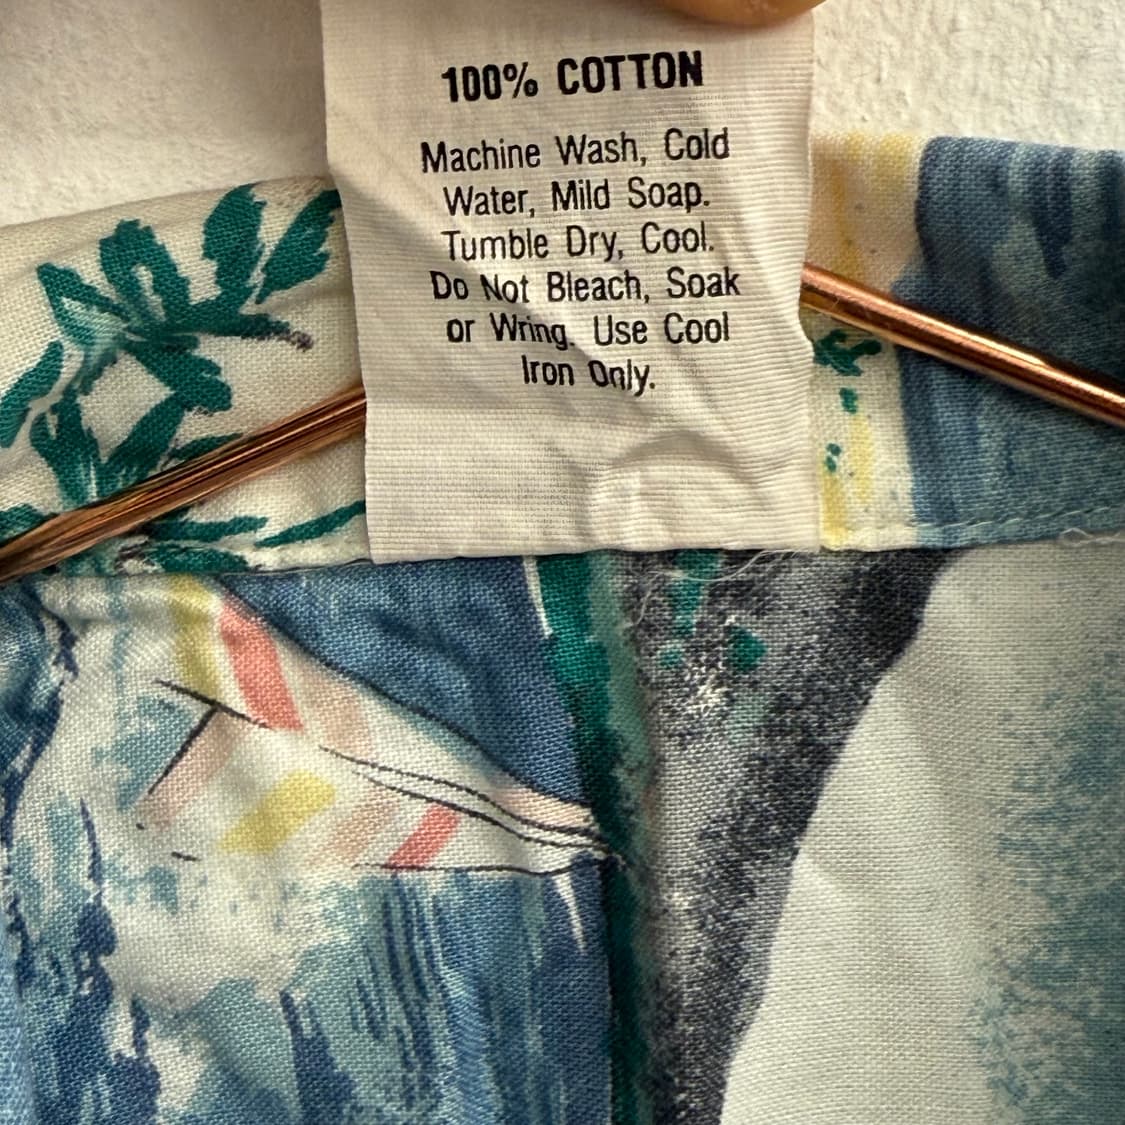 100% COTTON
Machine Wash, Cold
Water, Mild Soap.
Tumble Dry, Cool.
Do Not Bleach, Soak
or Wring. Use Cool
Iron Only.